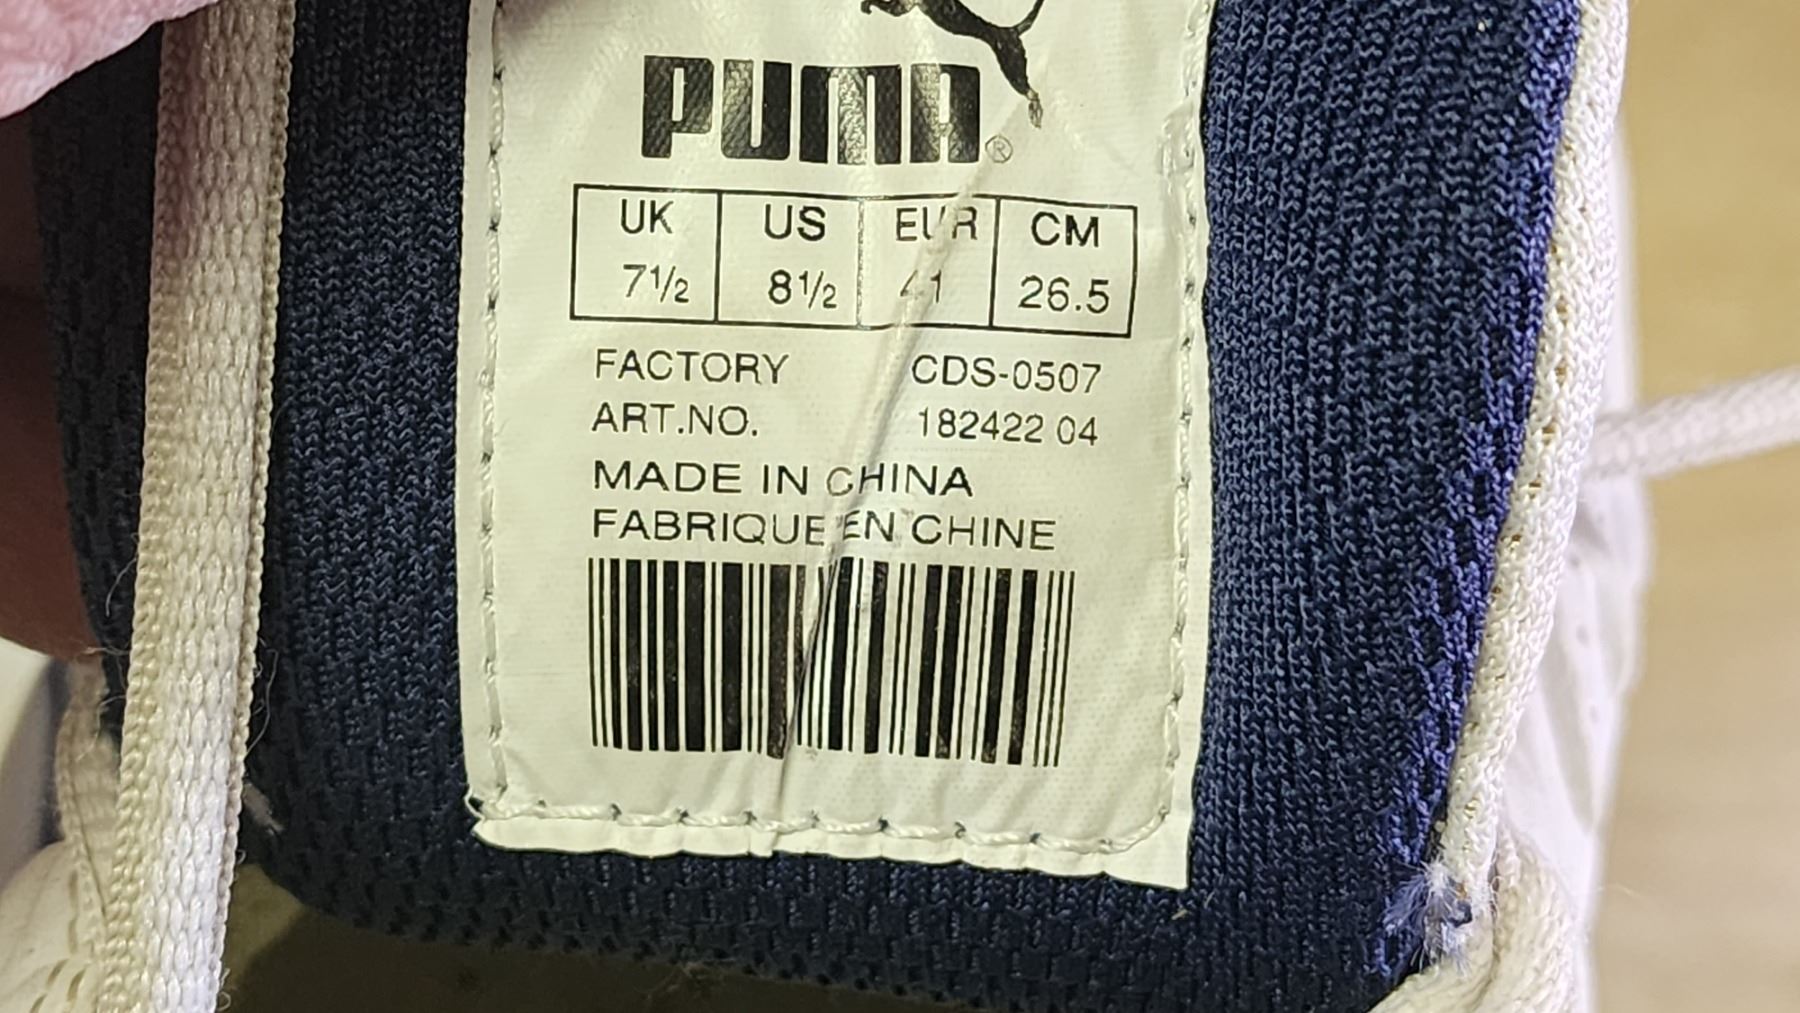 PUMA®
UK US EUR CM
7½ 8½ 41 26.5
FACTORY CDS-0507
ART.NO. 182422 04
MADE IN CHINA
FABRIQUE EN CHINE